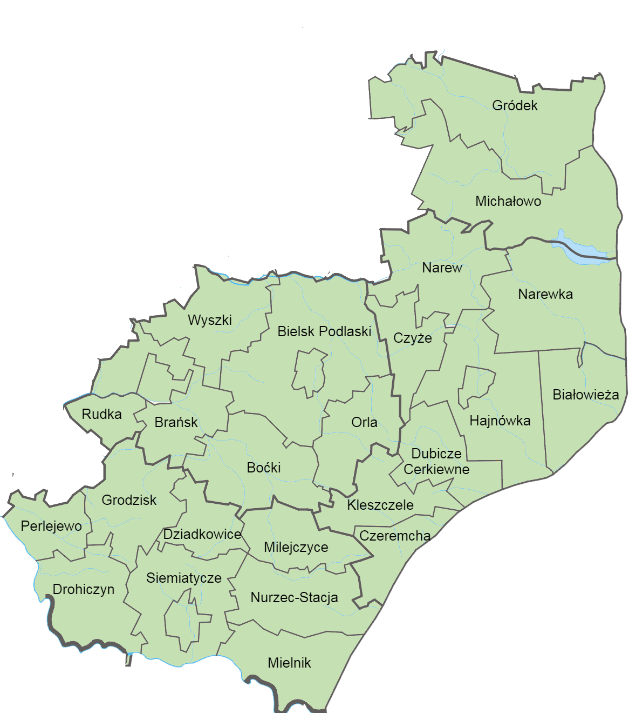 Gródek
Michałowo
Narew
Narewka
Wyszki
Bielsk Podlaski
Czyże
Białowieża
Rudka
Brańsk
Orla
Hajnówka
Dubicze
Cerkiewne
Boćki
Grodzisk
Kleszczele
Perlejewo
Dziadkowice
Milejczyce
Czeremcha
Drohiczyn
Siemiatycze
Nurzec-Stacja
Mielnik